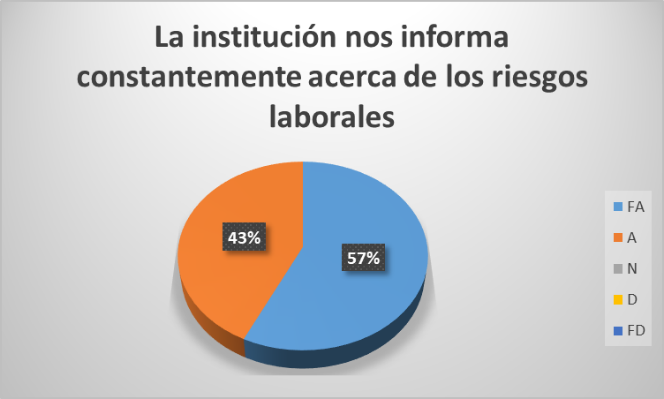 La institución nos informa
constantemente acerca de los riesgos
laborales
43%
57%
FA
A
N
D
FD